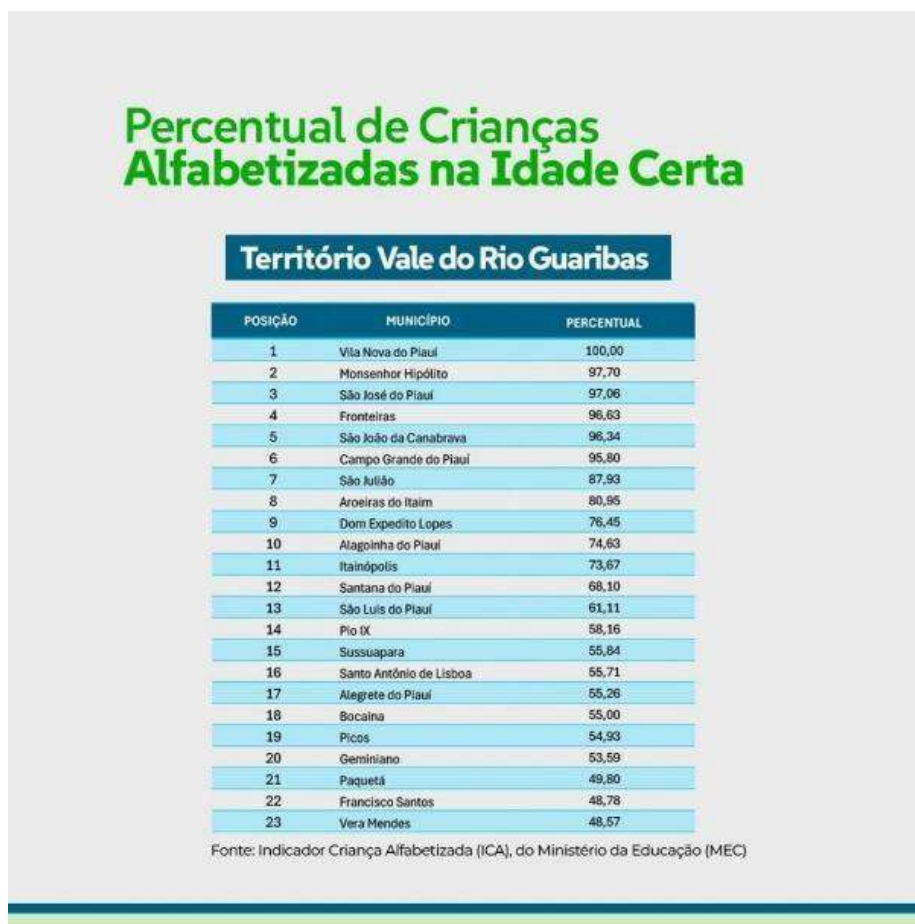 Percentual de Crianças
Alfabetizadas na Idade Certa
Território Vale do Rio Guaribas
POSIÇÃO MUNICÍPIO PERCENTUAL
1 Vila Nova do Piauí 100,00
2 Monsenhor Hipólito 97,70
3 São José do Piauí 97,06
4 Fronteiras 96,63
5 São João da Canabrava 96,34
6 Campo Grande do Piauí 95,80
7 São Julião 87,93
8 Aroeiras do Itaim 80,95
9 Dom Expedito Lopes 76,45
10 Alagoinha do Piauí 74,63
11 Itainópolis 73,67
12 Santana do Piauí 68,10
13 São Luis do Piauí 61,11
14 Pio IX 58,16
15 Sussuapara 55,84
16 Santo Antônio de Lisboa 55,71
17 Alegrete do Piauí 55,26
18 Bocaina 55,00
19 Picos 54,93
20 Geminiano 53,59
21 Paquetá 49,80
22 Francisco Santos 48,78
23 Vera Mendes 48,57
Fonte: Indicador Criança Alfabetizada (ICA), do Ministério da Educação (MEC)